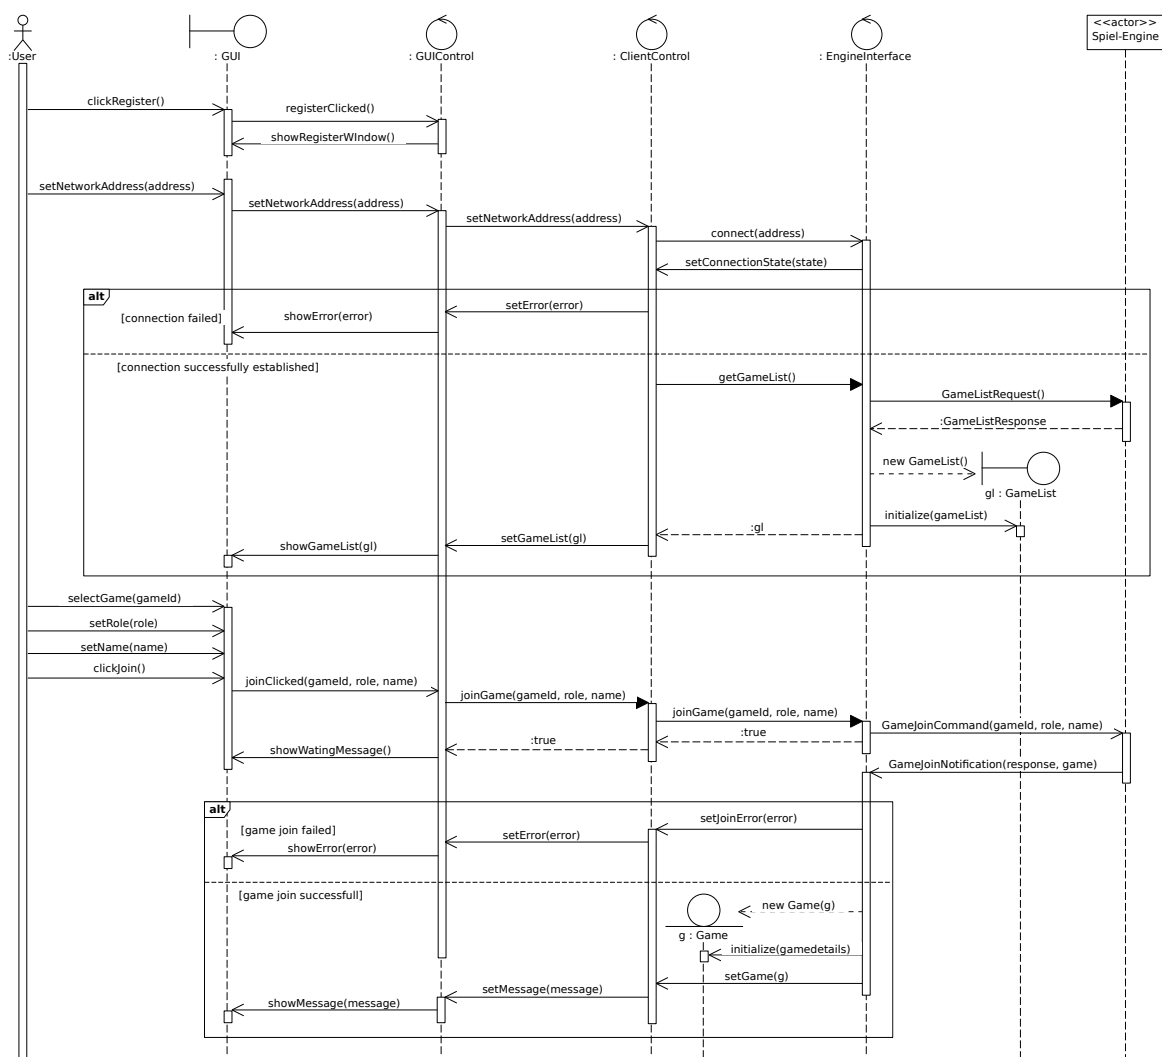 <<actor>>
Spiel-Engine
:User
: GUI
: GUIControl
: ClientControl
: EngineInterface
clickRegister()
registerClicked()
showRegisterWIndow()
setNetworkAddress(address)
setNetworkAddress(address)
setNetworkAddress(address)
connect(address)
setConnectionState(state)
alt
setError(error)
[connection failed]
showError(error)
[connection successfully established]
getGameList()
GameListRequest()
:GameListResponse
new GameList()
gl : GameList
initialize(gameList)
:gl
setGameList(gl)
showGameList(gl)
selectGame(gameId)
setRole(role)
setName(name)
clickJoin()
joinClicked(gameId, role, name)
joinGame(gameId, role, name)
joinGame(gameId, role, name)
GameJoinCommand(gameId, role, name)
:true
:true
showWatingMessage()
GameJoinNotification(response, game)
alt
setJoinError(error)
[game join failed]
setError(error)
showError(error)
[game join successfull]
new Game(g)
g : Game
initialize(gamedetails)
setGame(g)
setMessage(message)
showMessage(message)